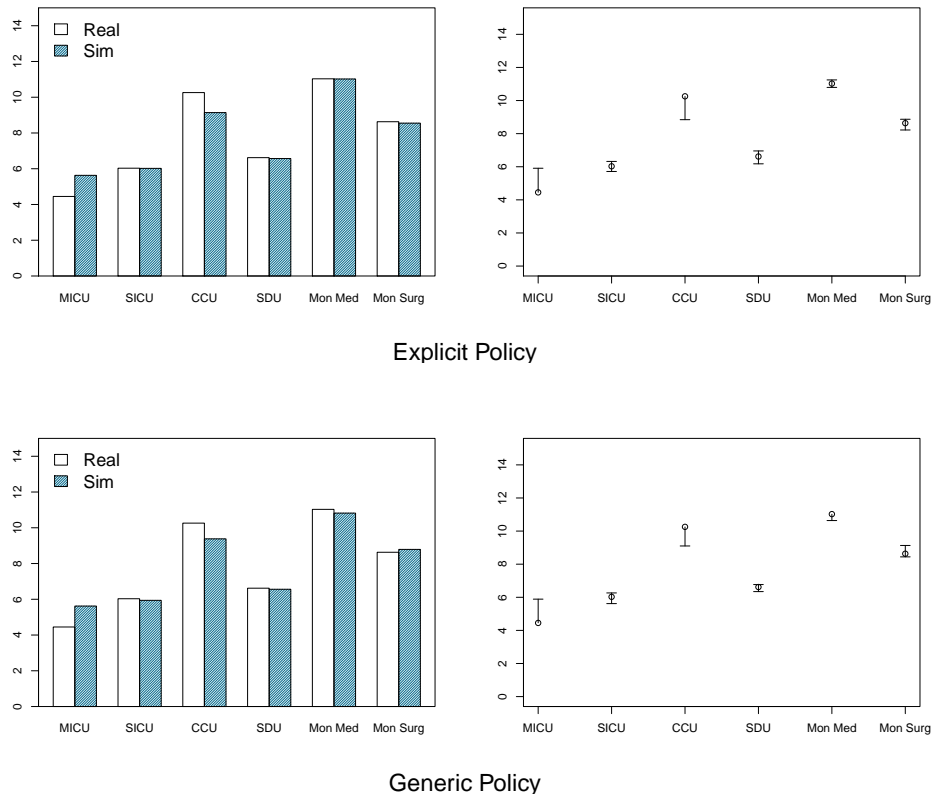 Real
Sim
0 2 4 6 8 10 12 14
MICU SICU CCU SDU Mon Med Mon Surg
0 2 4 6 8 10 12 14
MICU SICU CCU SDU Mon Med Mon Surg
Explicit Policy
Real
Sim
0 2 4 6 8 10 12 14
MICU SICU CCU SDU Mon Med Mon Surg
0 2 4 6 8 10 12 14
MICU SICU CCU SDU Mon Med Mon Surg
Generic Policy